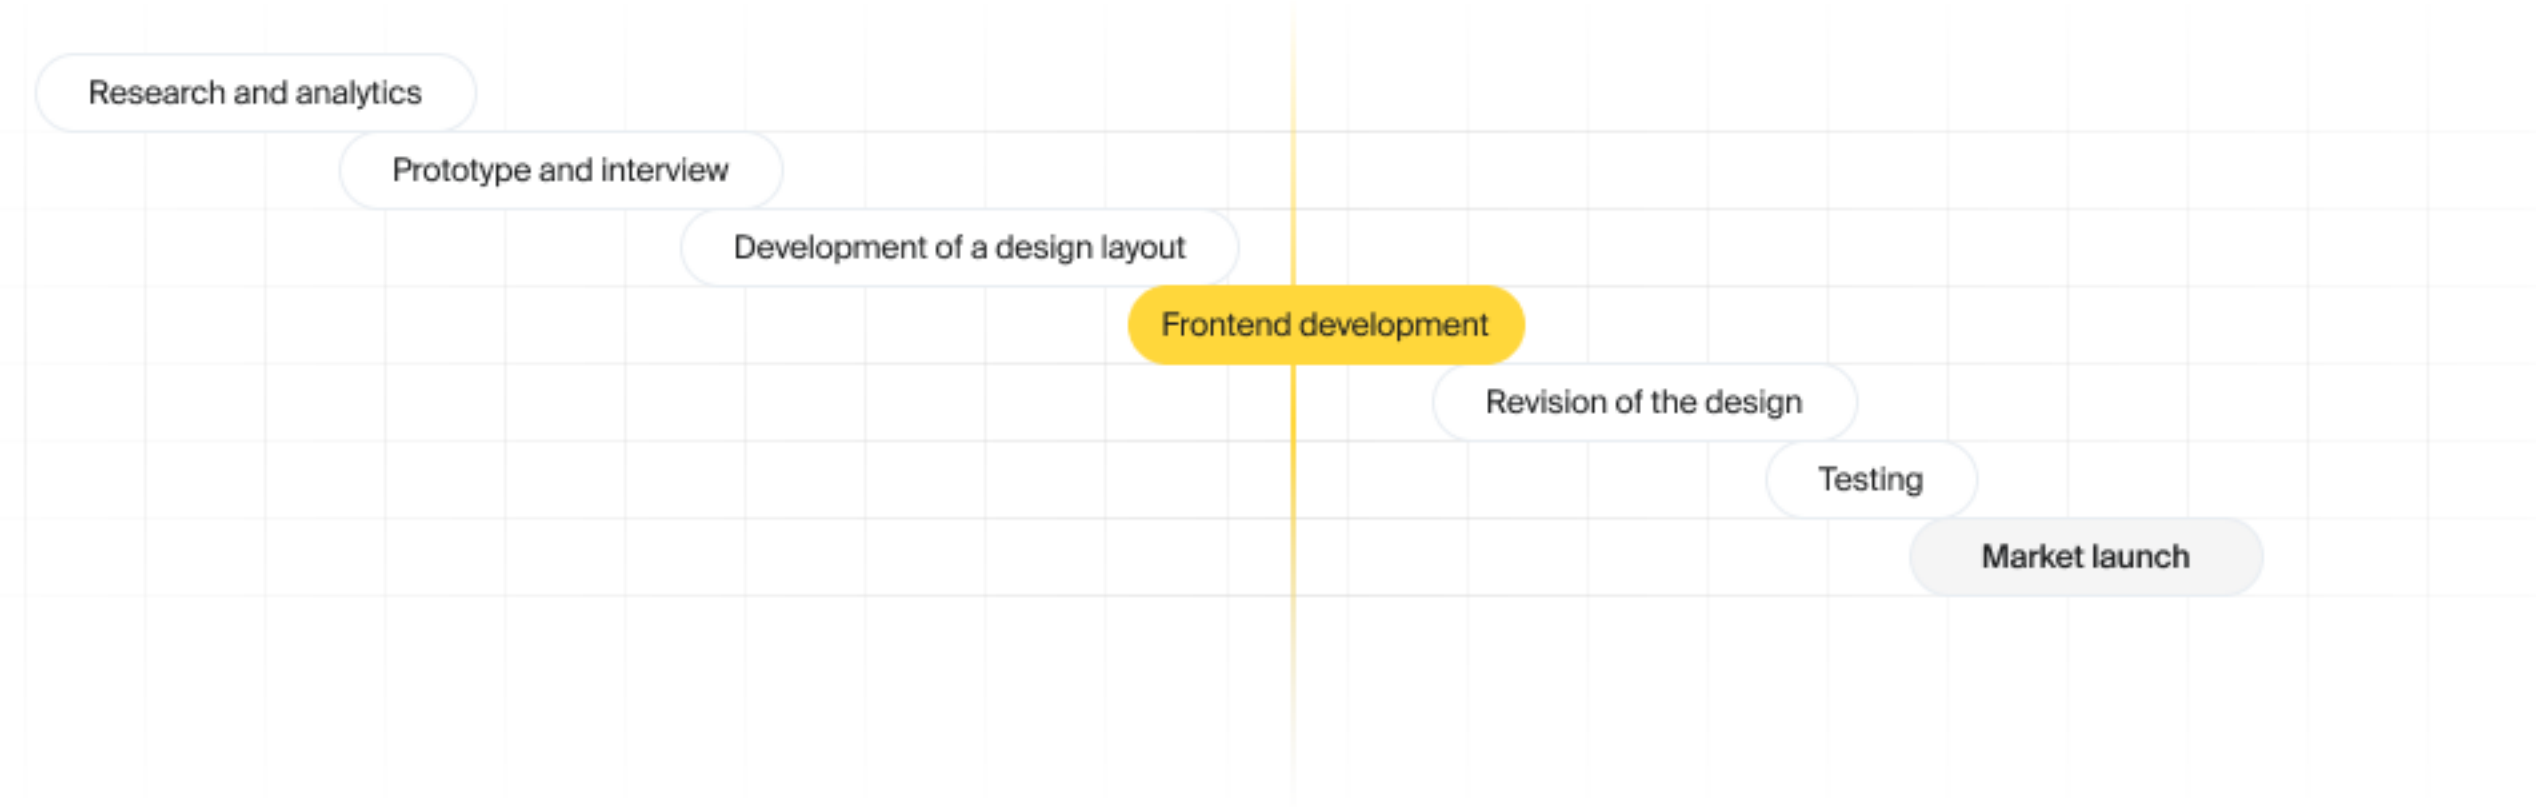 Research and analytics
Prototype and interview
Development of a design layout
Frontend development
Revision of the design
Testing
Market launch